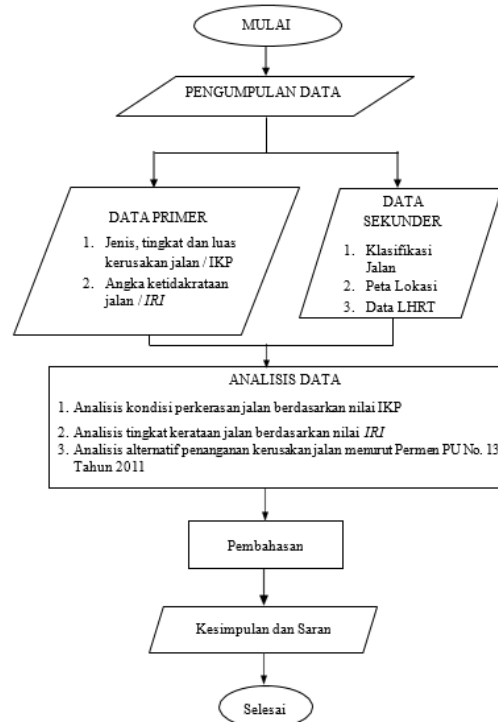 MULAI
PENGUMPULAN DATA
DATA PRIMER
1. Jenis, tingkat dan luas
kerusakan jalan / IKP
2. Angka ketidakrataan
jalan / IRI
DATA
SEKUNDER
1. Klasifikasi
Jalan
2. Peta Lokasi
3. Data LHRT
ANALISIS DATA
1. Analisis kondisi perkerasan jalan berdasarkan nilai IKP
2. Analisis tingkat kerataan jalan berdasarkan nilai IRI
3. Analisis alternatif penanganan kerusakan jalan menurut Permen PU No. 13
Tahun 2011
Pembahasan
Kesimpulan dan Saran
Selesai